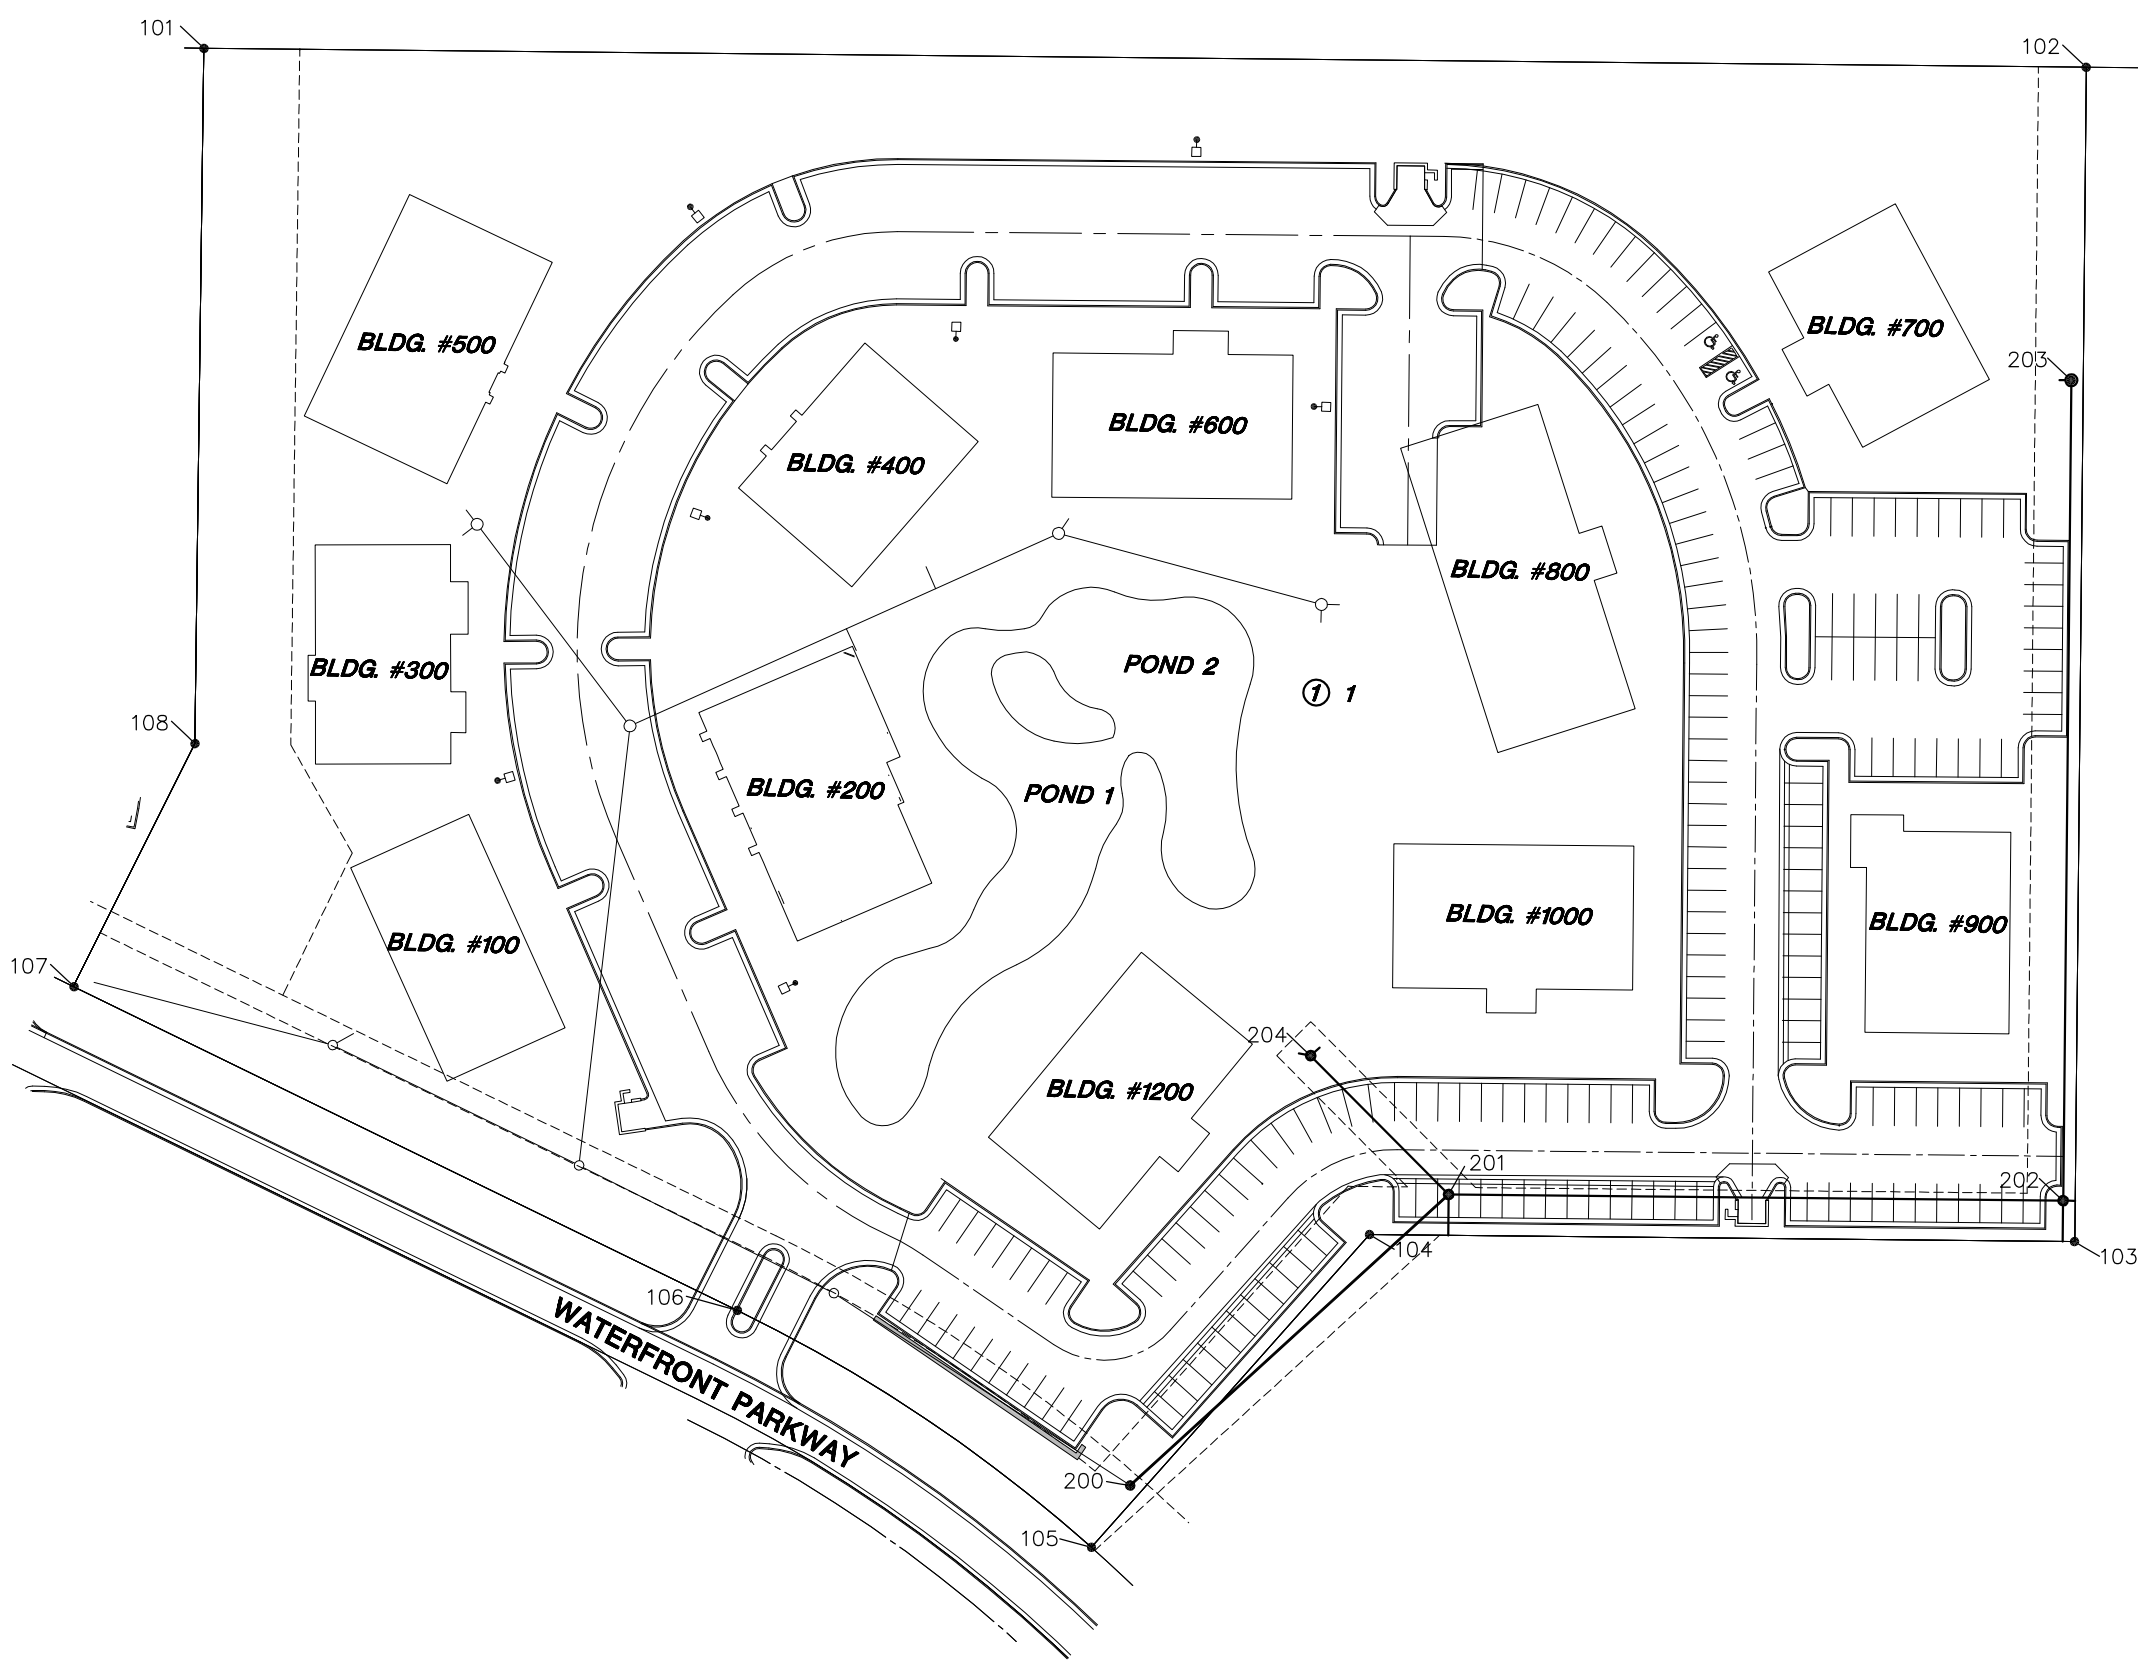 101
102
BLDG. #500
BLDG. #700
203
BLDG. #600
BLDG. #400
BLDG. #800
BLDG. #300
POND 2
1 1
108
BLDG. #200
POND 1
BLDG. #1000
BLDG. #900
BLDG. #100
107
204
BLDG. #1200
201
202
104
103
106
WATERFRONT PARKWAY
200
105